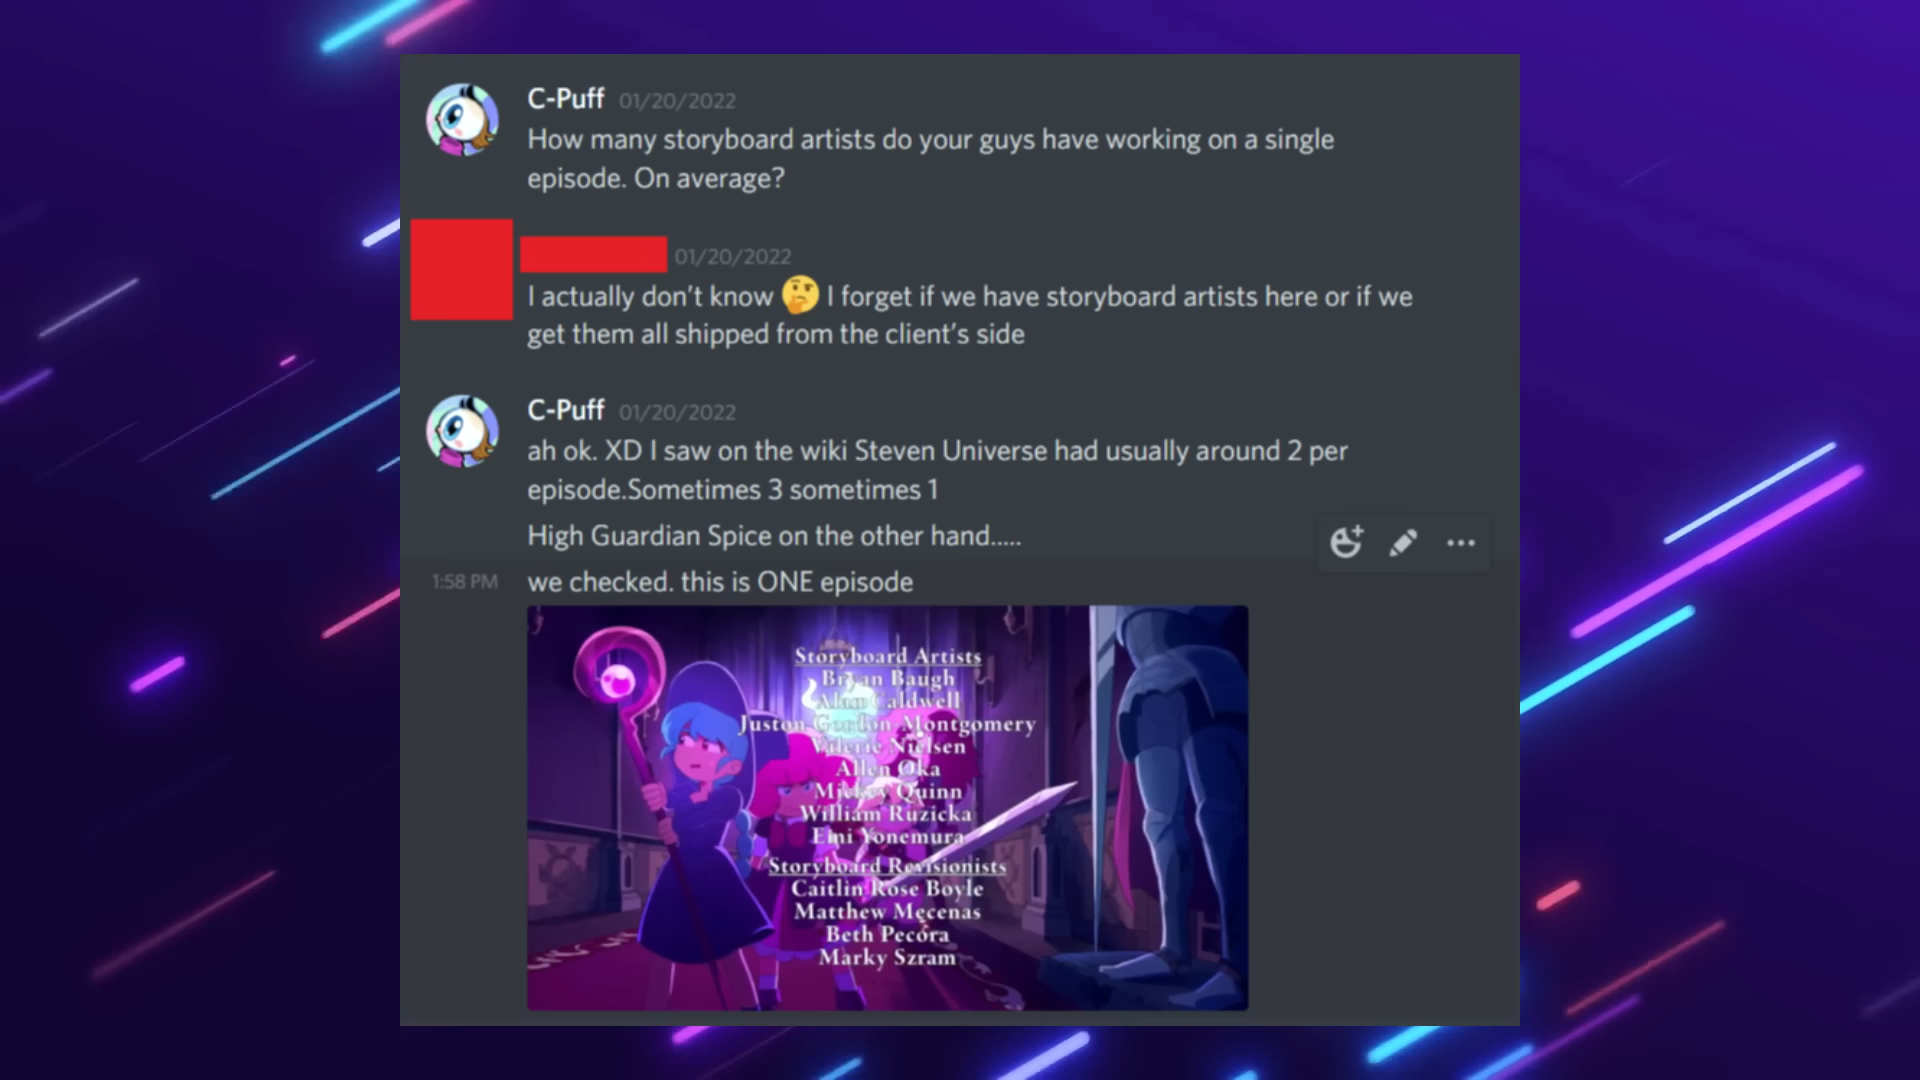 C-Puff 01/20/2022
How many storyboard artists do your guys have working on a single
episode. On average?
01/20/2022
I actually don't know 🤔 I forget if we have storyboard artists here or if we
get them all shipped from the client's side
C-Puff 01/20/2022
ah ok. XD I saw on the wiki Steven Universe had usually around 2 per
episode.Sometimes 3 sometimes 1
High Guardian Spice on the other hand.....
1:58 PM we checked. this is ONE episode
Storyboard Artists
Bryan Baugh
Alan Caldwell
Juston Gordon-Montgomery
Valerie Nielsen
Allen Oka
Mickey Quinn
William Ruzicka
Emi Yonemura
Storyboard Revisionists
Caitlin Rose Boyle
Matthew Mecenas
Beth Pecora
Marky Szram